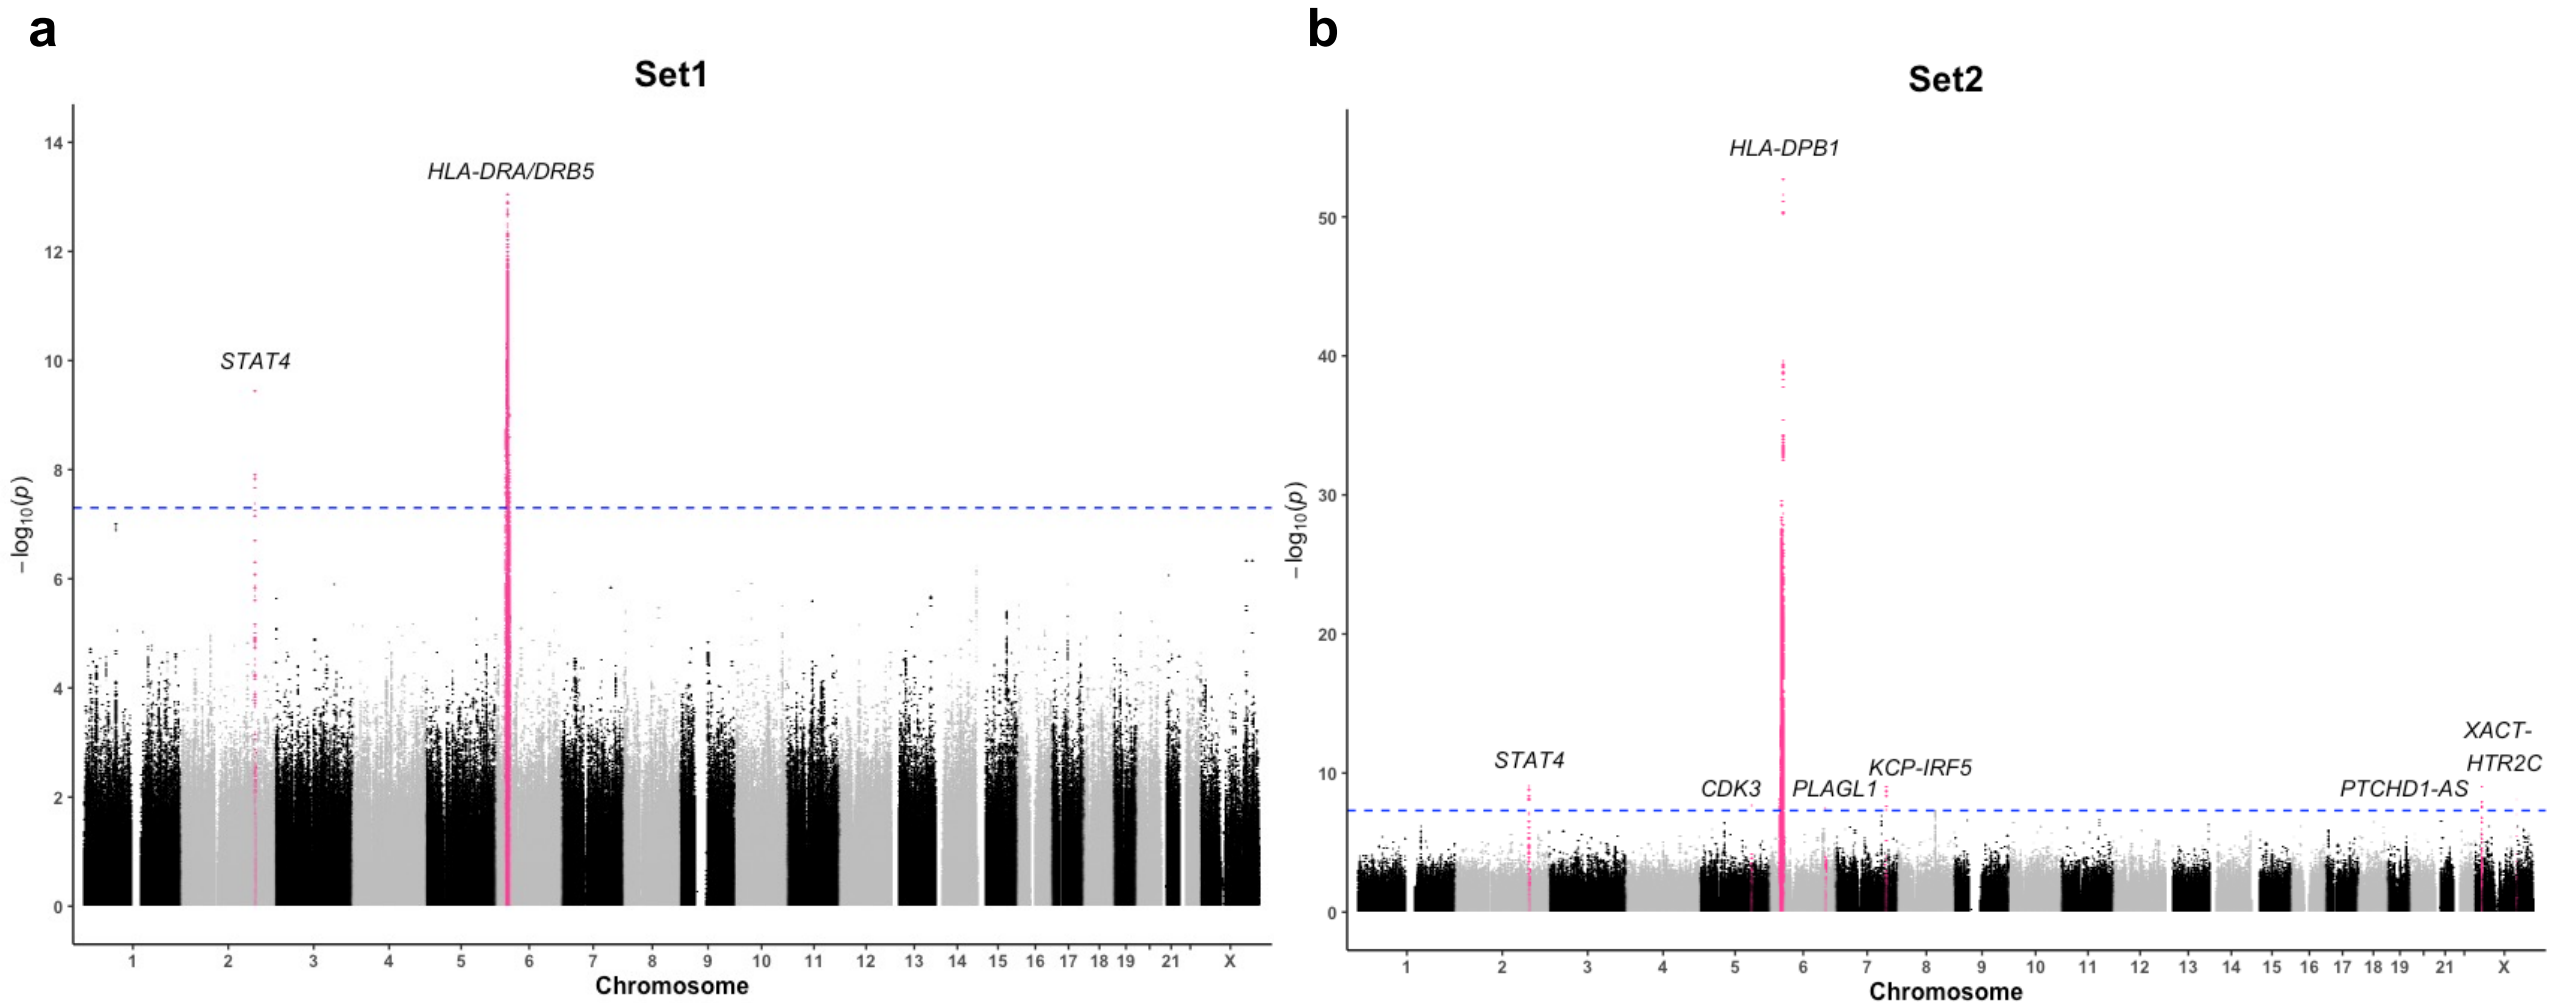 a
Set1
14
12
10
8
6
4
2
0
−log10(p)
HLA-DRA/DRB5
STAT4
1 2 3 4 5 6 7 8 9 10 11 12 13 14 15 16 17 18 19 21 X
Chromosome
b
Set2
50
40
30
20
10
0
−log10(p)
HLA-DPB1
STAT4
CDK3
PLAGL1
KCP-IRF5
PTCHD1-AS
XACT-
HTR2C
1 2 3 4 5 6 7 8 9 10 11 12 13 14 15 16 17 18 19 21 X
Chromosome